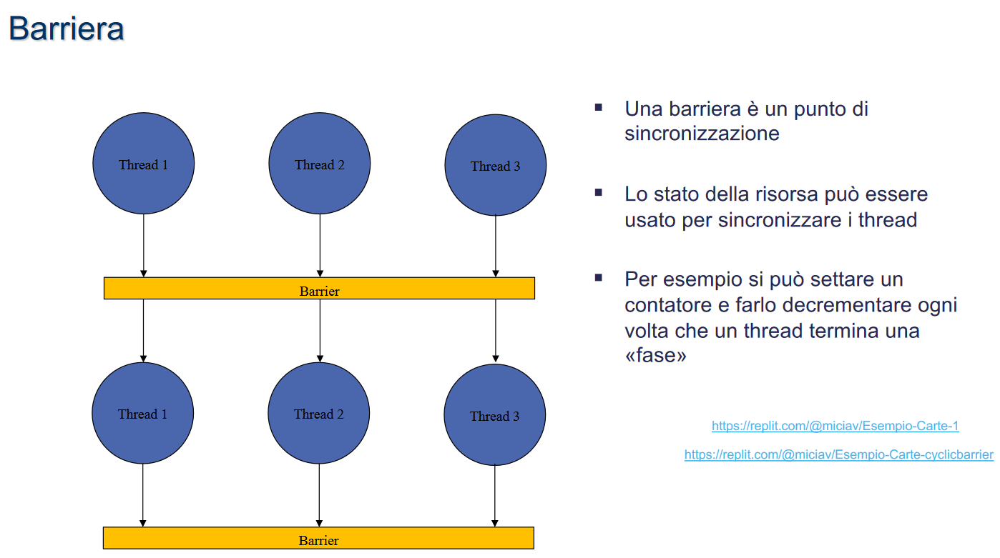 Barriera
Thread 1
Thread 2
Thread 3
Barrier
Thread 1
Thread 2
Thread 3
Barrier
▪ Una barriera è un punto di
sincronizzazione
▪ Lo stato della risorsa può essere
usato per sincronizzare i thread
▪ Per esempio si può settare un
contatore e farlo decrementare ogni
volta che un thread termina una
«fase»
https://replit.com/@miciav/Esempio-Carte-1
https://replit.com/@miciav/Esempio-Carte-cyclicbarrier